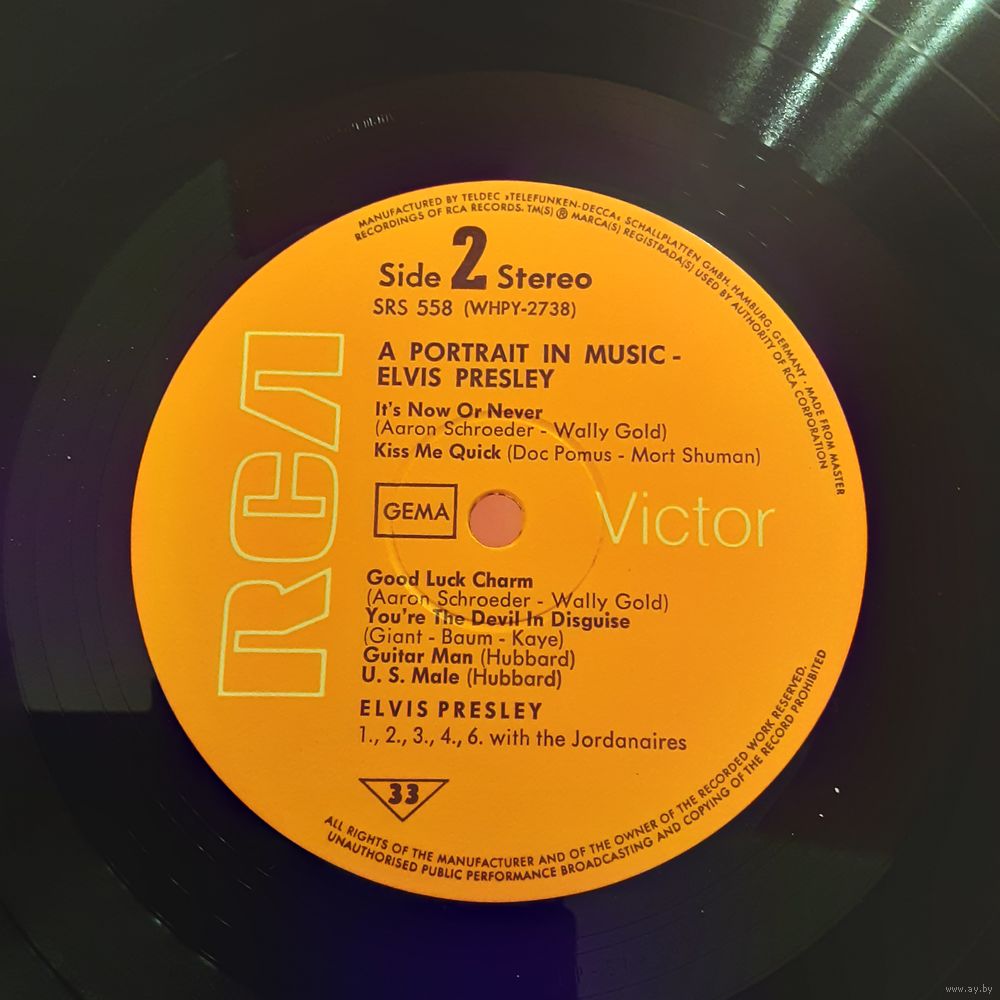 MANUFACTURED BY TELDEC »TELEFUNKEN-DECCA« SCHALLPLATTEN GMBH, HAMBURG, GERMANY · MADE FROM MASTER
RECORDINGS OF RCA RECORDS. TM(S) ® MARCA(S) REGISTRADA(S) USED BY AUTHORITY OF RCA CORPORATION
Side 2 Stereo
SRS 558 (WHPY-2738)
A PORTRAIT IN MUSIC -
ELVIS PRESLEY
It's Now Or Never
(Aaron Schroeder - Wally Gold)
Kiss Me Quick (Doc Pomus - Mort Shuman)
RCA
GEMA
Victor
Good Luck Charm
(Aaron Schroeder - Wally Gold)
You're The Devil In Disguise
(Giant - Baum - Kaye)
Guitar Man (Hubbard)
U. S. Male (Hubbard)
ELVIS PRESLEY
1., 2., 3., 4., 6. with the Jordanaires
33
ALL RIGHTS OF THE MANUFACTURER AND OF THE OWNER OF THE RECORDED WORK RESERVED.
UNAUTHORISED PUBLIC PERFORMANCE BROADCASTING AND COPYING OF THE RECORD PROHIBITED
www.ay.by